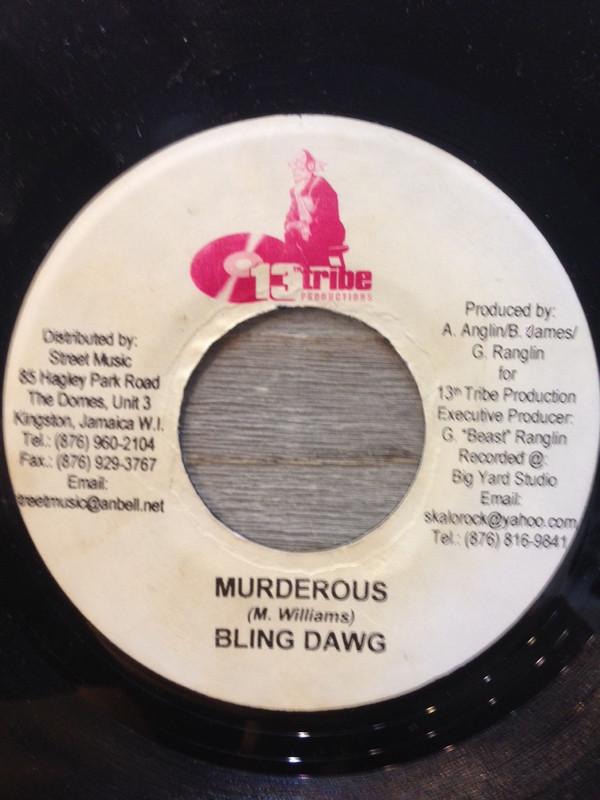 13th tribe
PRODUCTIONS
Distributed by:
Street Music
85 Hagley Park Road
The Domes, Unit 3
Kingston, Jamaica W.I.
Tel.: (876) 960-2104
Fax.: (876) 929-3767
Email:
streetmusic@anbell.net
Produced by:
A. Anglin/B. James/
G. Ranglin
for
13th Tribe Production
Executive Producer:
G. "Beast" Ranglin
Recorded @:
Big Yard Studio
Email:
skalorock@yahoo.com
Tel.: (876) 816-9841
MURDEROUS
(M. Williams)
BLING DAWG